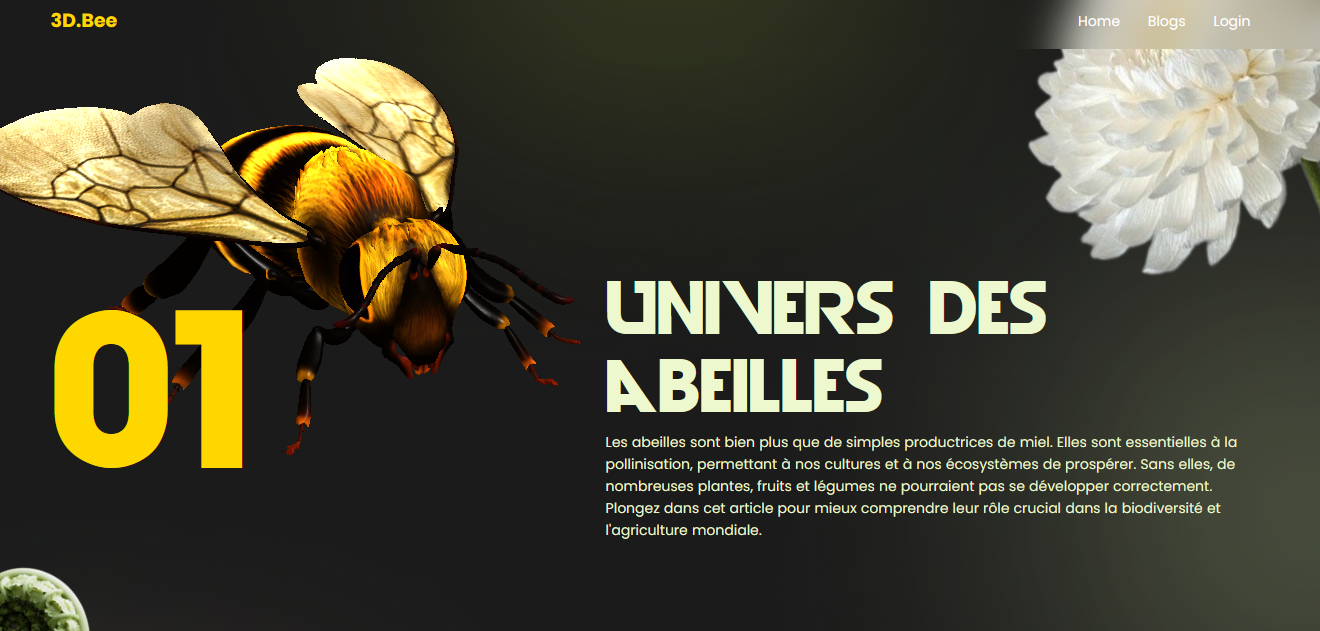 3D.Bee
Home Blogs Login
01
UNIVERS DES
ABEILLES
Les abeilles sont bien plus que de simples productrices de miel. Elles sont essentielles à la
pollinisation, permettant à nos cultures et à nos écosystèmes de prospérer. Sans elles, de
nombreuses plantes, fruits et légumes ne pourraient pas se développer correctement.
Plongez dans cet article pour mieux comprendre leur rôle crucial dans la biodiversité et
l'agriculture mondiale.